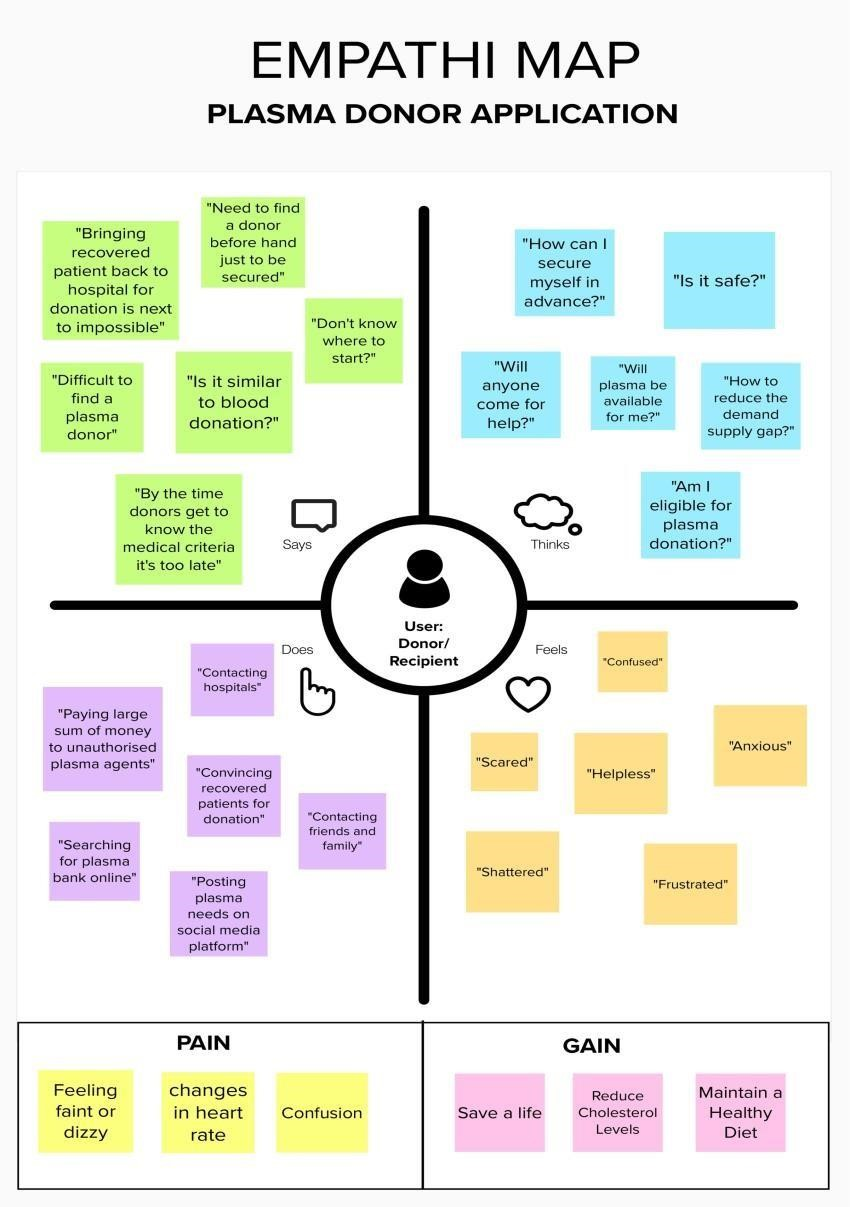 EMPATHI MAP
PLASMA DONOR APPLICATION
"Bringing
recovered
patient back to
hospital for
donation is next
to impossible"
"Need to find
a donor
before hand
just to be
secured"
"Don't know
where to
start?"
"Difficult to
find a
plasma
donor"
"Is it similar
to blood
donation?"
"By the time
donors get to
know the
medical criteria
it's too late"
Says
"How can I
secure
myself in
advance?"
"Is it safe?"
"Will
anyone
come for
help?"
"Will
plasma be
available
for me?"
"How to
reduce the
demand
supply gap?"
"Am I
eligible for
plasma
donation?"
Thinks
User:
Donor/
Recipient
Does
"Contacting
hospitals"
"Paying large
sum of money
to unauthorised
plasma agents"
"Convincing
recovered
patients for
donation"
"Contacting
friends and
family"
"Searching
for plasma
bank online"
"Posting
plasma
needs on
social media
platform"
Feels
"Confused"
"Anxious"
"Scared"
"Helpless"
"Shattered"
"Frustrated"
PAIN
Feeling
faint or
dizzy
changes
in heart
rate
Confusion
GAIN
Save a life
Reduce
Cholesterol
Levels
Maintain a
Healthy
Diet